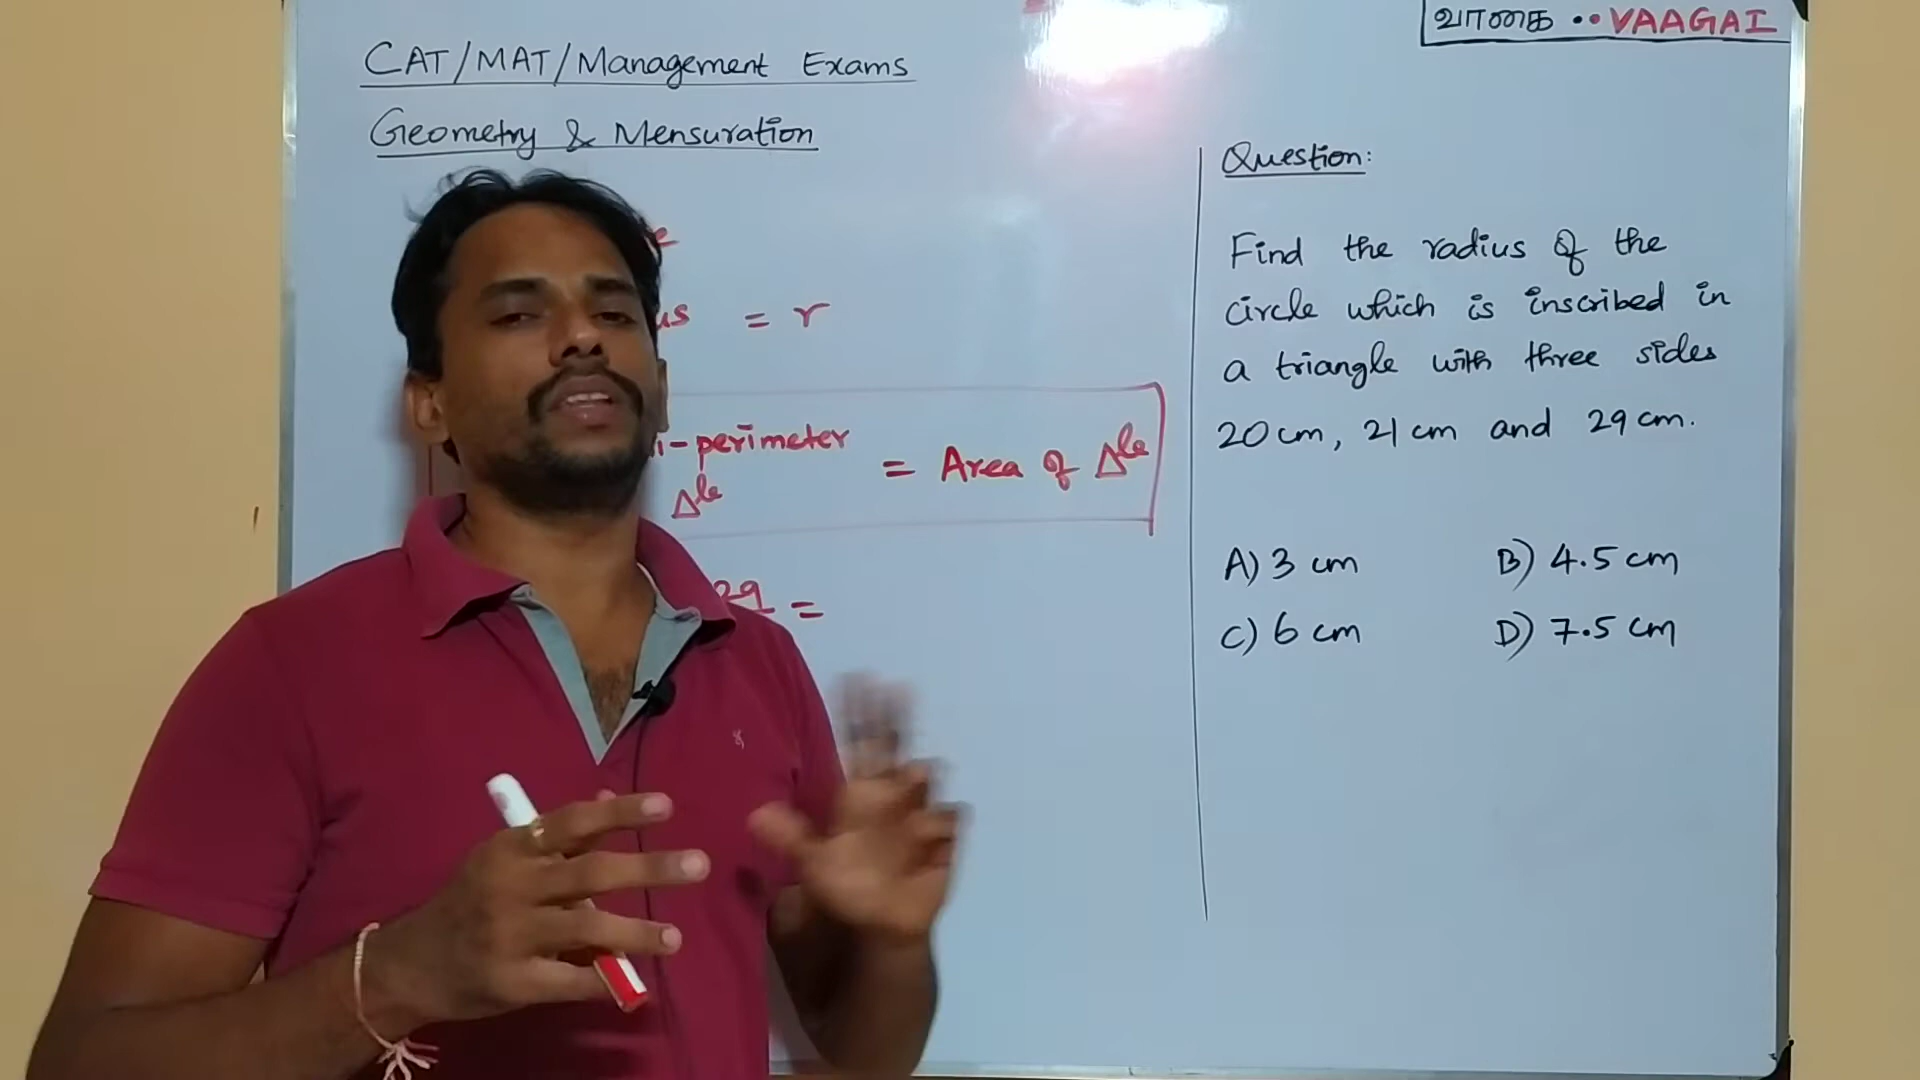 வாகை ..VAAGAI
CAT/MAT/Management Exams
Geometry & Mensuration
= r
-perimeter
Δle
= Area of Δle
29 =
Question:
Find the radius of the
circle which is inscribed in
a triangle with three sides
20 cm, 21 cm and 29 cm.
A) 3 cm B) 4.5 cm
C) 6 cm D) 7.5 cm